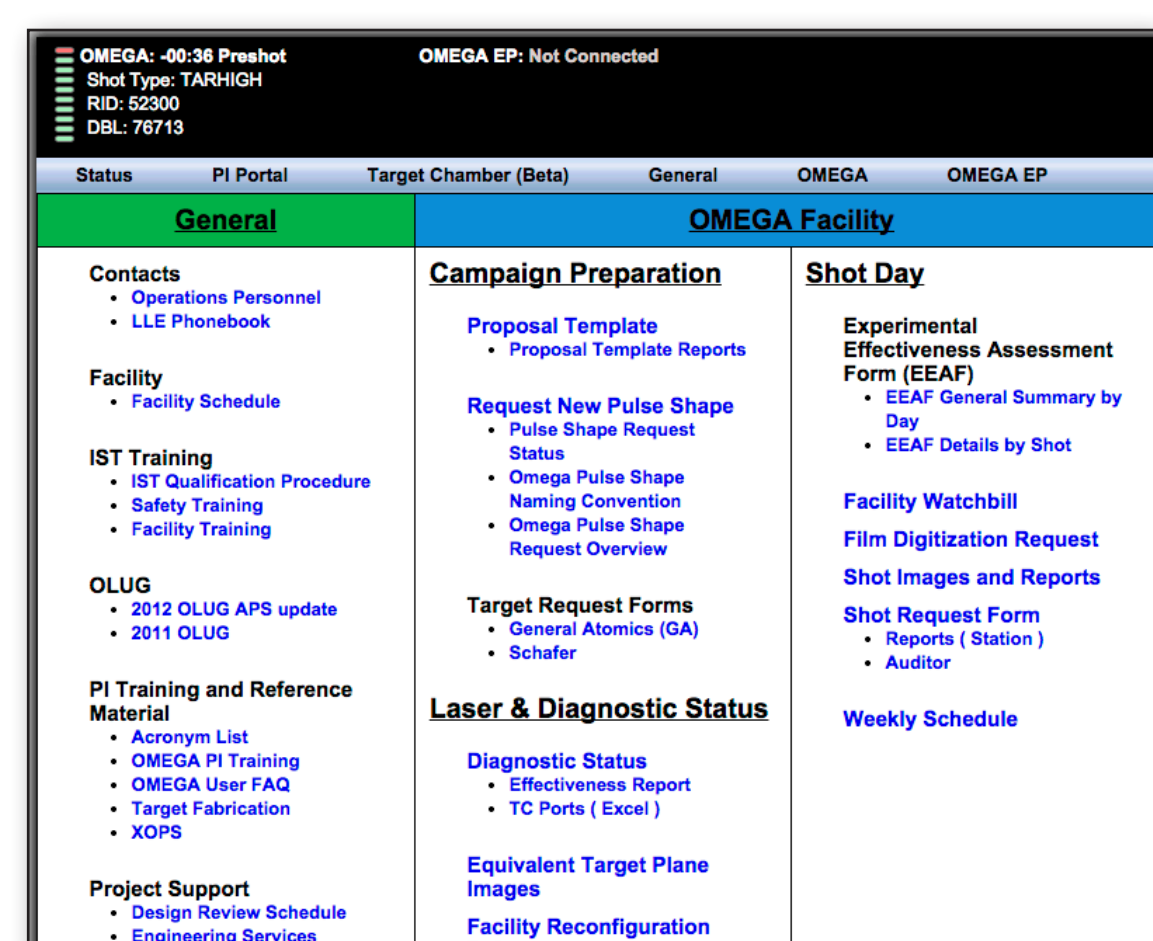 OMEGA: -00:36 Preshot
Shot Type: TARHIGH
RID: 52300
DBL: 76713
OMEGA EP: Not Connected
Status PI Portal Target Chamber (Beta) General OMEGA OMEGA EP
General
Contacts
• Operations Personnel
• LLE Phonebook
Facility
• Facility Schedule
IST Training
• IST Qualification Procedure
• Safety Training
• Facility Training
OLUG
• 2012 OLUG APS update
• 2011 OLUG
PI Training and Reference
Material
• Acronym List
• OMEGA PI Training
• OMEGA User FAQ
• Target Fabrication
• XOPS
Project Support
• Design Review Schedule
• Engineering Services
OMEGA Facility
Campaign Preparation
Proposal Template
• Proposal Template Reports
Request New Pulse Shape
• Pulse Shape Request
Status
• Omega Pulse Shape
Naming Convention
• Omega Pulse Shape
Request Overview
Target Request Forms
• General Atomics (GA)
• Schafer
Laser & Diagnostic Status
Diagnostic Status
• Effectiveness Report
• TC Ports ( Excel )
Equivalent Target Plane
Images
Facility Reconfiguration
Shot Day
Experimental
Effectiveness Assessment
Form (EEAF)
• EEAF General Summary by
Day
• EEAF Details by Shot
Facility Watchbill
Film Digitization Request
Shot Images and Reports
Shot Request Form
• Reports ( Station )
• Auditor
Weekly Schedule